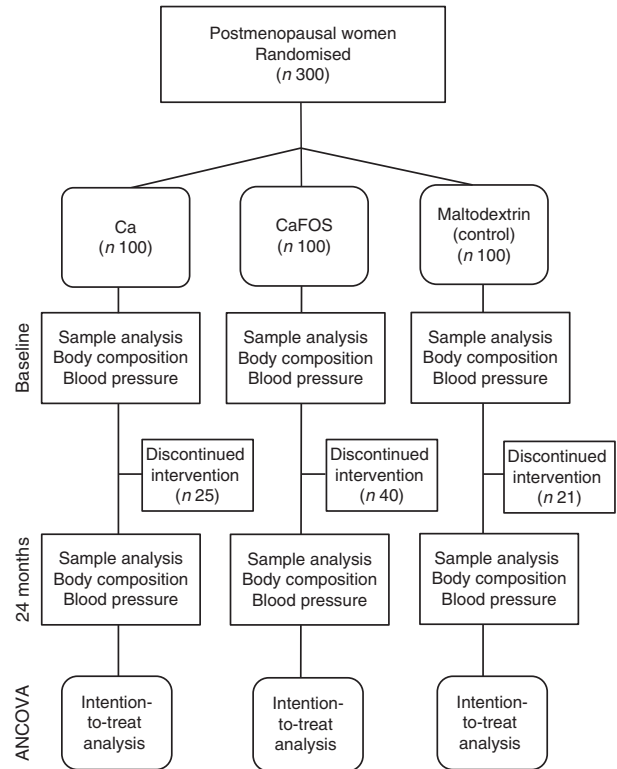 Postmenopausal women
Randomised
(n 300)
Ca
(n 100)
CaFOS
(n 100)
Maltodextrin
(control)
(n 100)
Baseline
Sample analysis
Body composition
Blood pressure
Sample analysis
Body composition
Blood pressure
Sample analysis
Body composition
Blood pressure
Discontinued
intervention
(n 25)
Discontinued
intervention
(n 40)
Discontinued
intervention
(n 21)
24 months
Sample analysis
Body composition
Blood pressure
Sample analysis
Body composition
Blood pressure
Sample analysis
Body composition
Blood pressure
ANCOVA
Intention-
to-treat
analysis
Intention-
to-treat
analysis
Intention-
to-treat
analysis